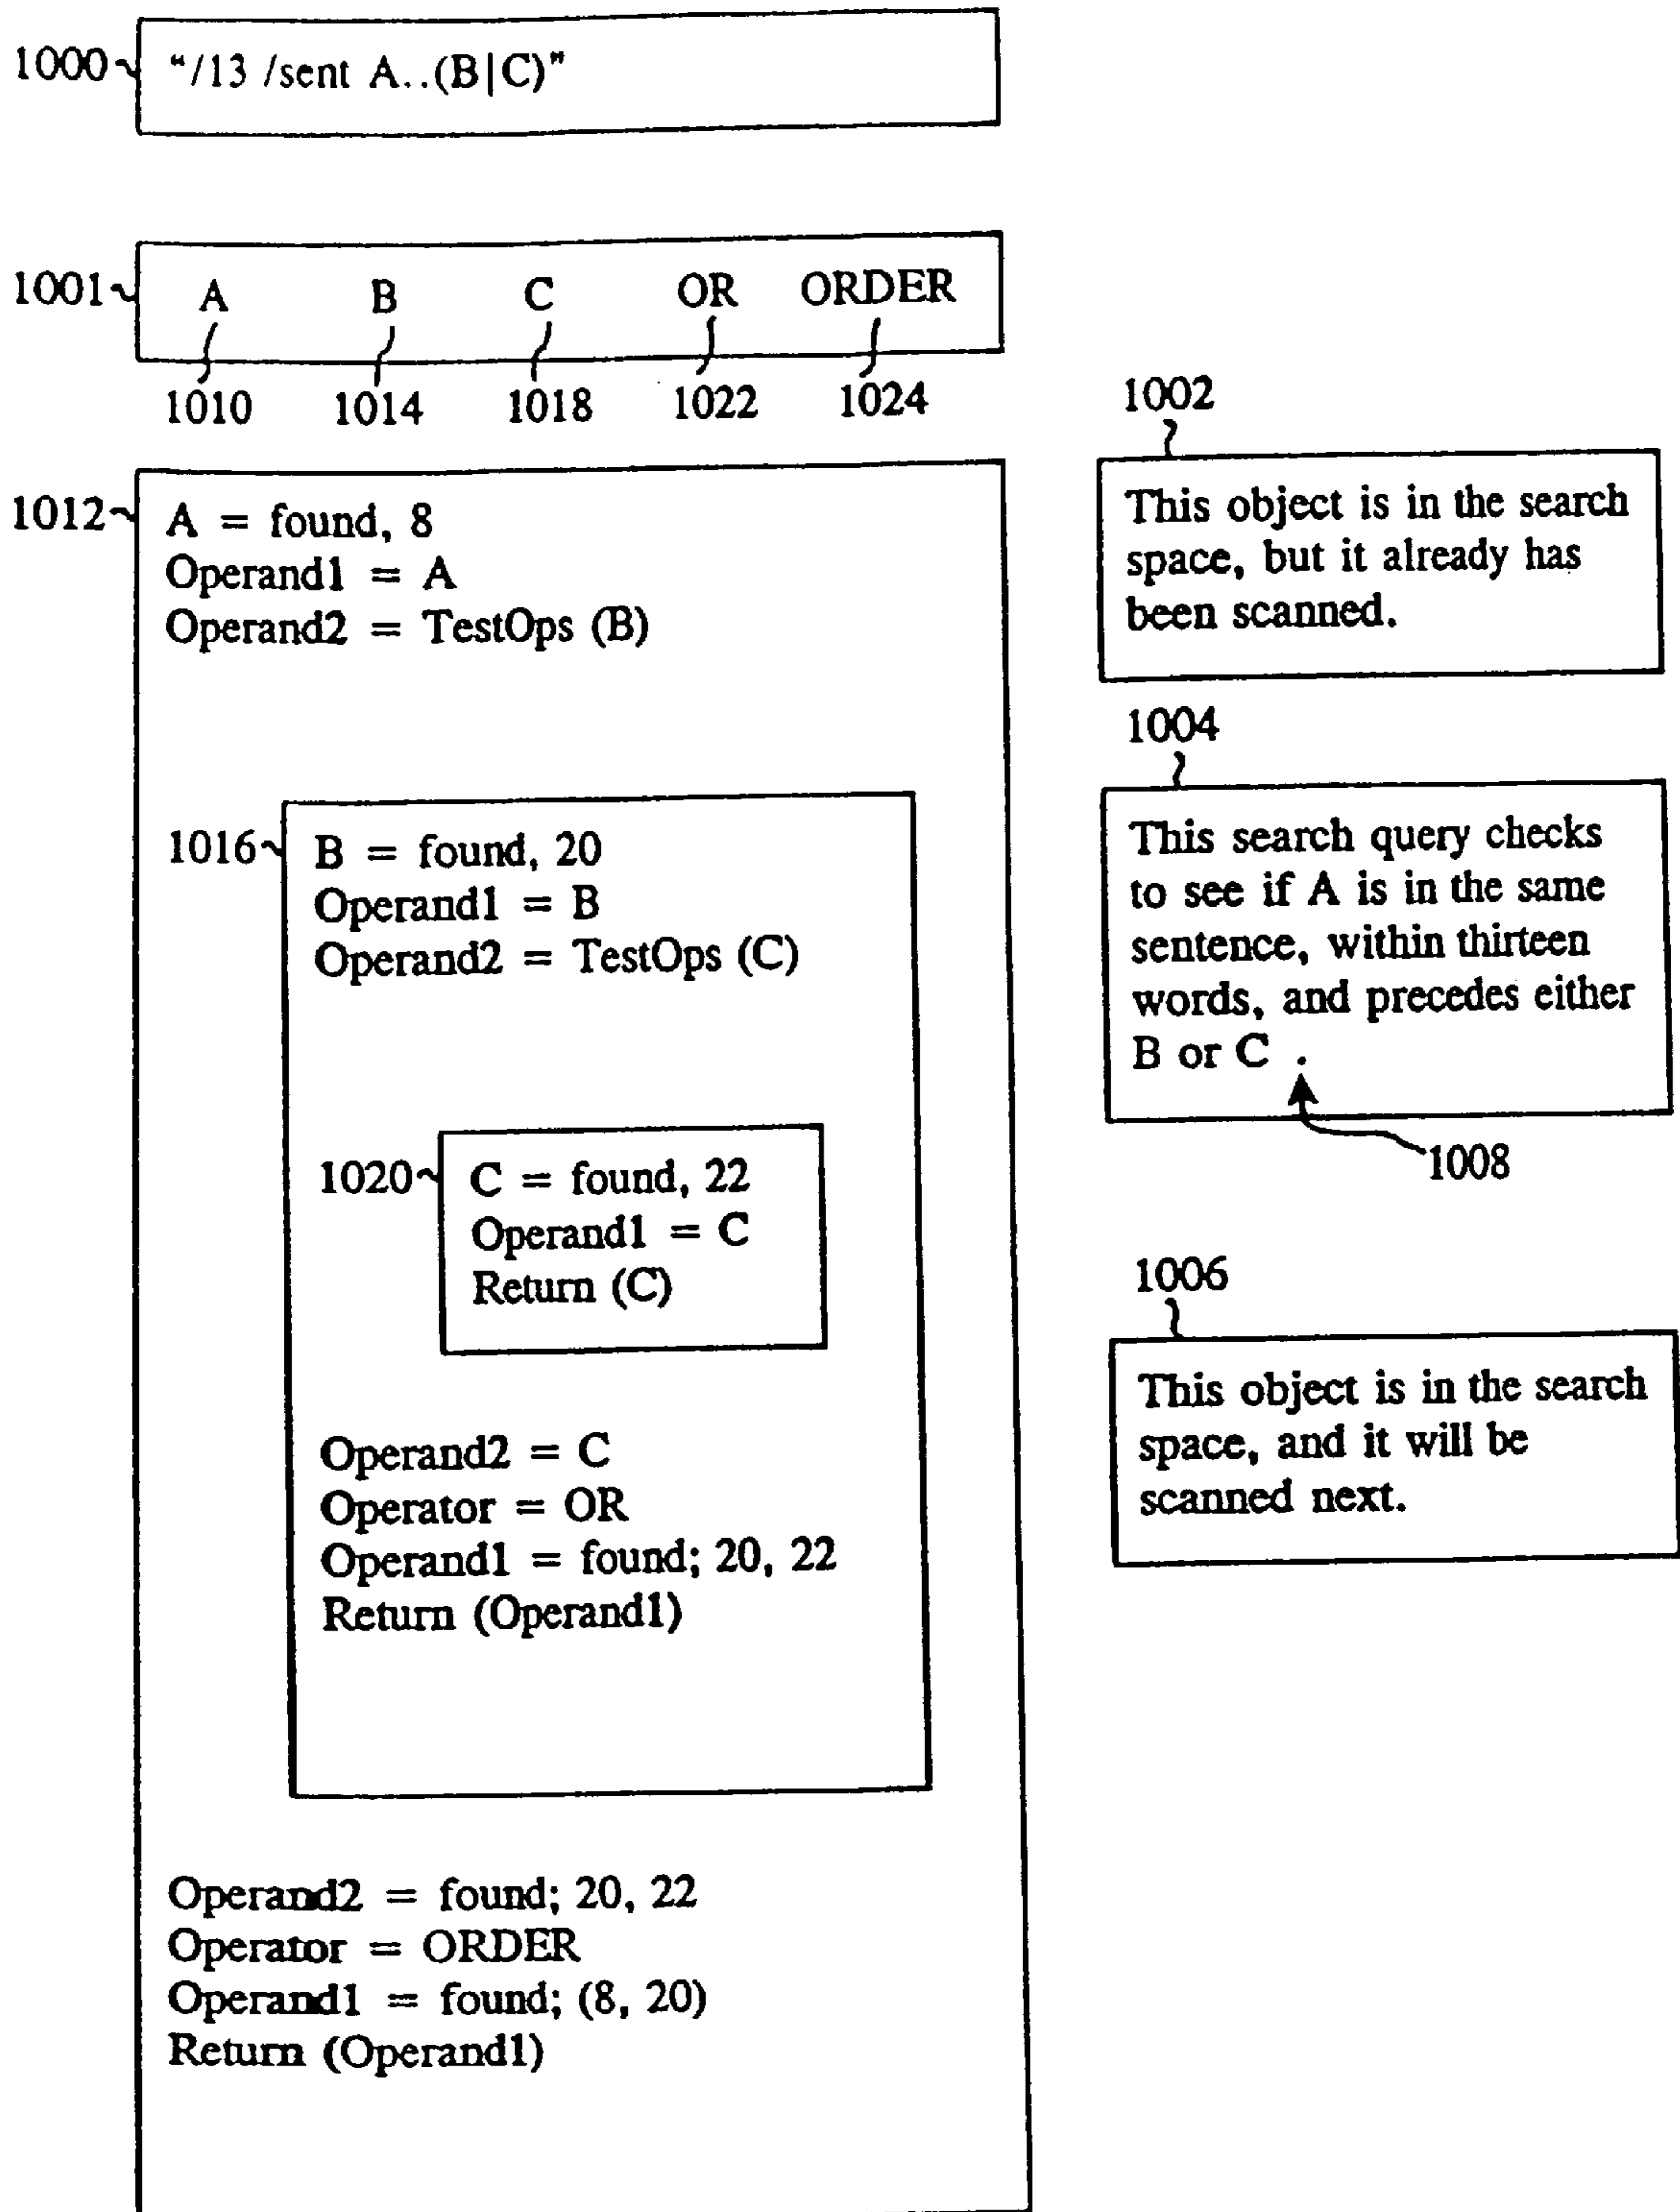 1000
"/13 /sent A..(B|C)"
1001
A B C OR ORDER
1010 1014 1018 1022 1024
1012
A = found, 8
Operand1 = A
Operand2 = TestOps (B)
1016
B = found, 20
Operand1 = B
Operand2 = TestOps (C)
1020
C = found, 22
Operand1 = C
Return (C)
Operand2 = C
Operator = OR
Operand1 = found; 20, 22
Return (Operand1)
Operand2 = found; 20, 22
Operator = ORDER
Operand1 = found; (8, 20)
Return (Operand1)
1002
This object is in the search
space, but it already has
been scanned.
1004
This search query checks
to see if A is in the same
sentence, within thirteen
words, and precedes either
B or C .
1008
1006
This object is in the search
space, and it will be
scanned next.